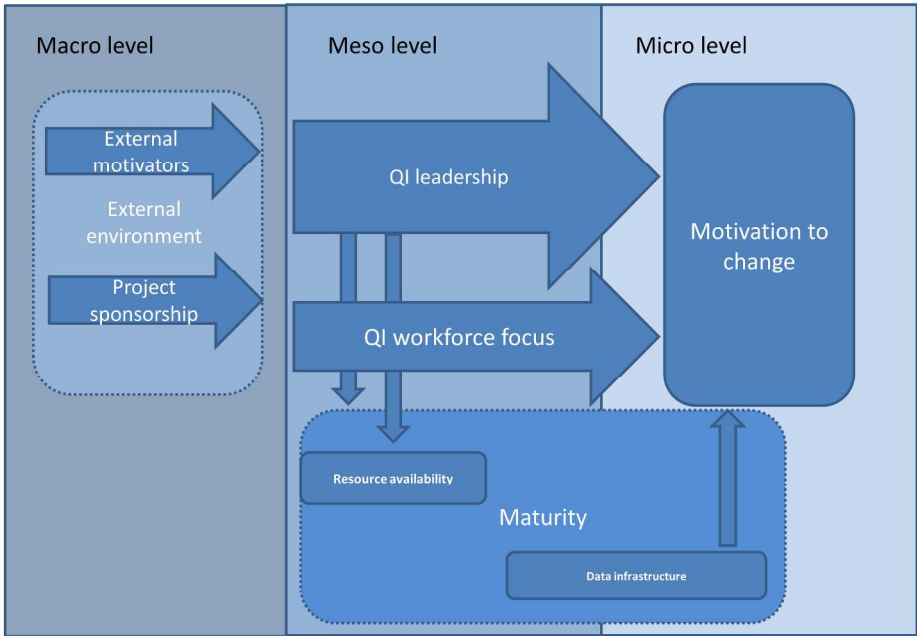 Macro level
Meso level
Micro level
External
motivators
External
environment
Project
sponsorship
QI leadership
QI workforce focus
Motivation to
change
Resource availability
Maturity
Data infrastructure